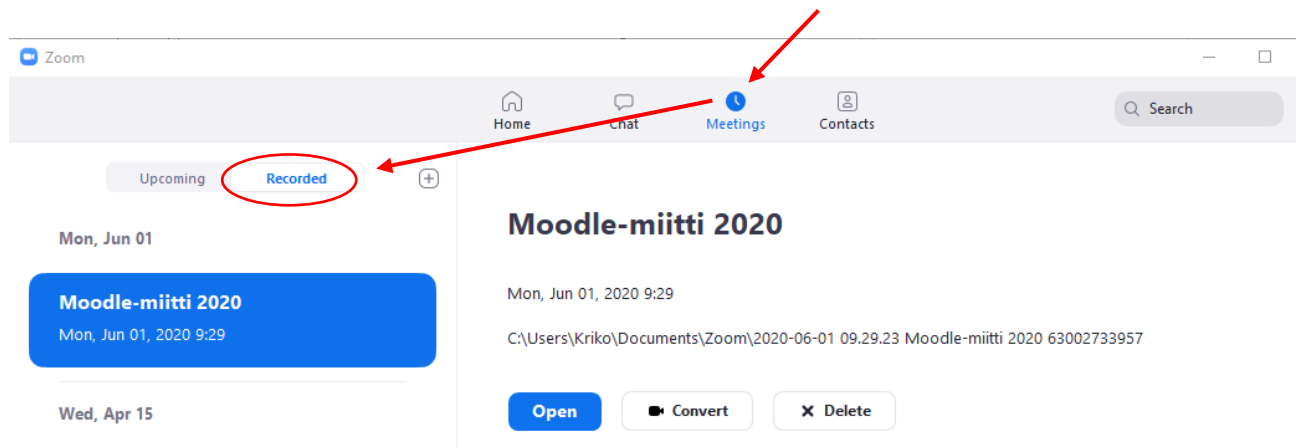 Zoom
Home Chat Meetings Contacts
Search
Upcoming Recorded
Mon, Jun 01
Moodle-miitti 2020
Mon, Jun 01, 2020 9:29
Wed, Apr 15
Moodle-miitti 2020
Mon, Jun 01, 2020 9:29
C:\Users\Kriko\Documents\Zoom\2020-06-01 09.29.23 Moodle-miitti 2020 63002733957
Open Convert Delete